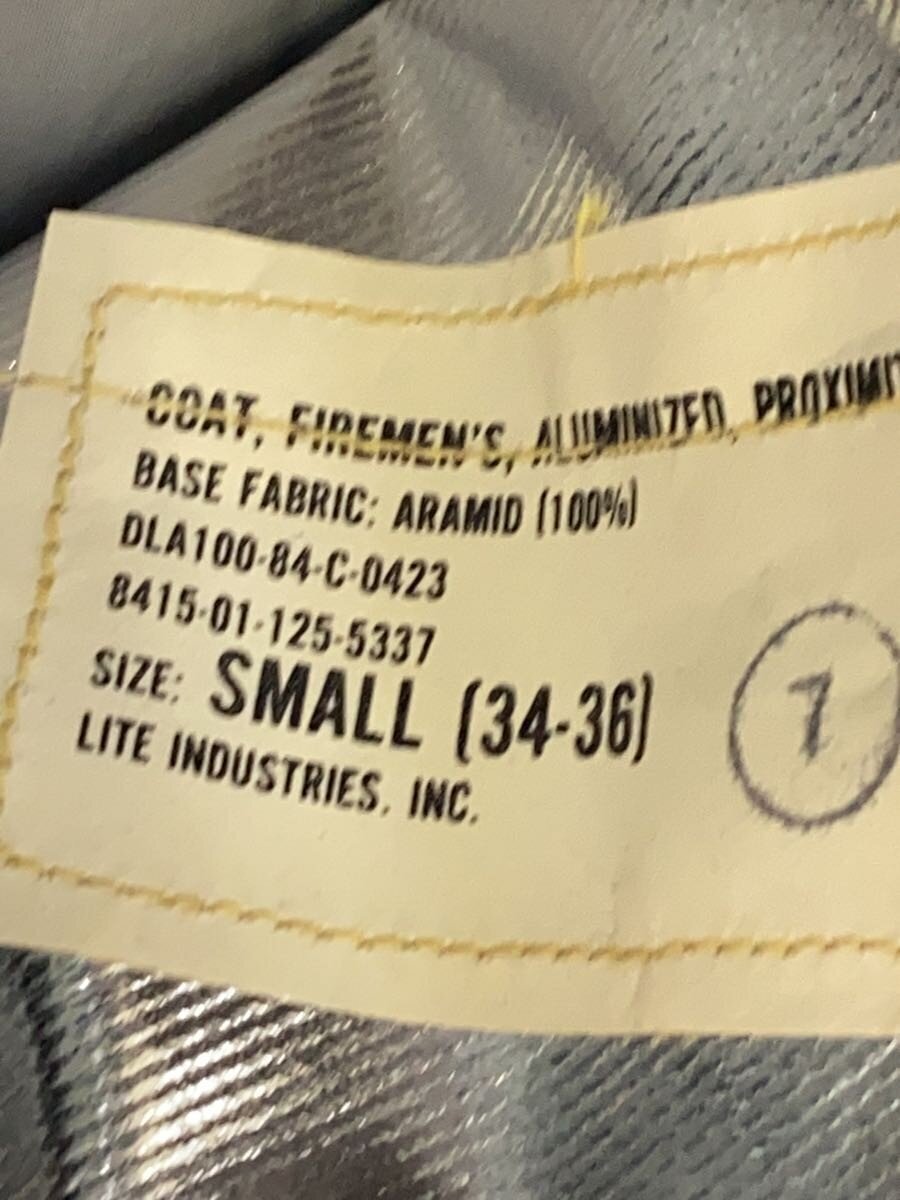 COAT, FIREMEN'S, ALUMINIZED, PROXIMI
BASE FABRIC: ARAMID (100%)
DLA100-84-C-0423
8415-01-125-5337
SIZE: SMALL (34-36)
LITE INDUSTRIES, INC.
7